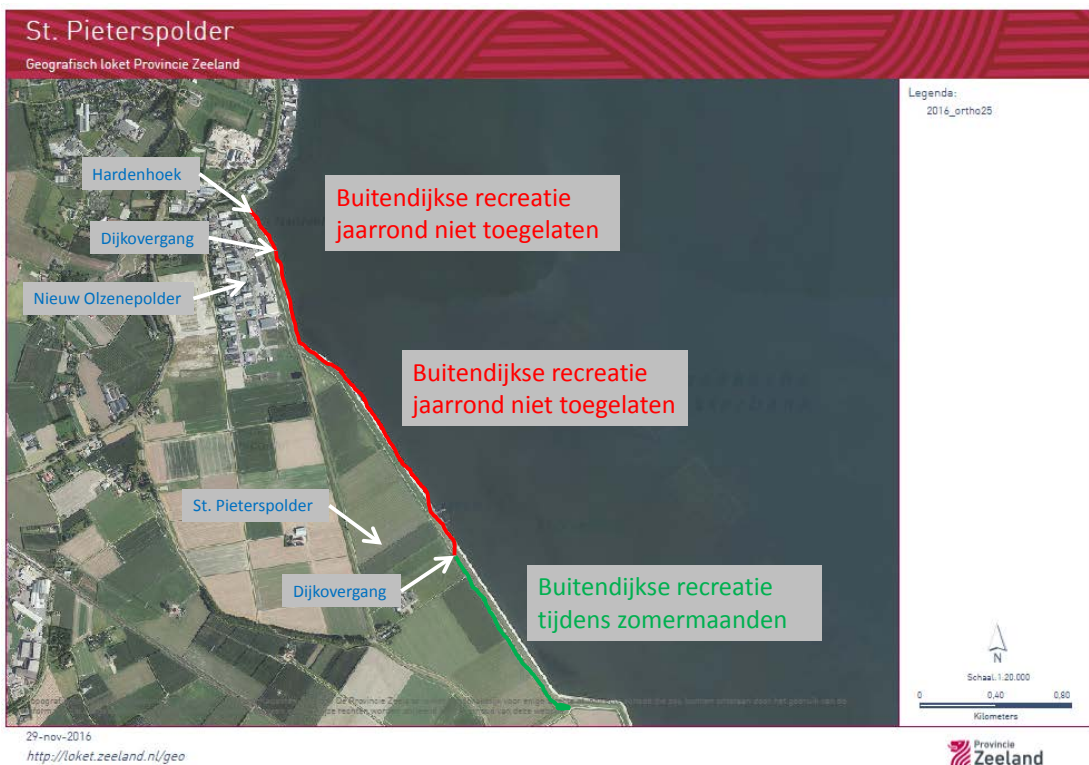 St. Pieterspolder
Geografisch loket Provincie Zeeland
Legenda:
2016_ortho25
Hardenhoek
Buitendijkse recreatie
jaarrond niet toegelaten
Dijkovergang
Nieuw Olzenepolder
Buitendijkse recreatie
jaarrond niet toegelaten
St. Pieterspolder
Dijkovergang
Buitendijkse recreatie
tijdens zomermaanden
N
Schaal 1:20.000
0 0,40 0,80
Kilometers
29-nov-2016
http://loket.zeeland.nl/geo
Provincie
Zeeland